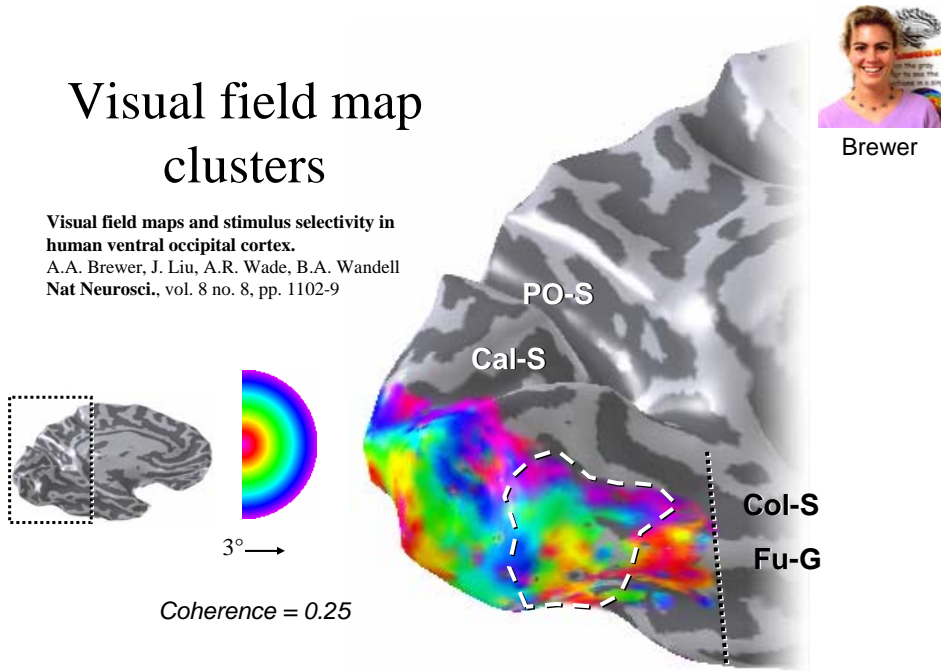 Visual field map
clusters
Visual field maps and stimulus selectivity in
human ventral occipital cortex.
A.A. Brewer, J. Liu, A.R. Wade, B.A. Wandell
Nat Neurosci., vol. 8 no. 8, pp. 1102-9
Brewer
PO-S
Cal-S
Col-S
Fu-G
3°
Coherence = 0.25